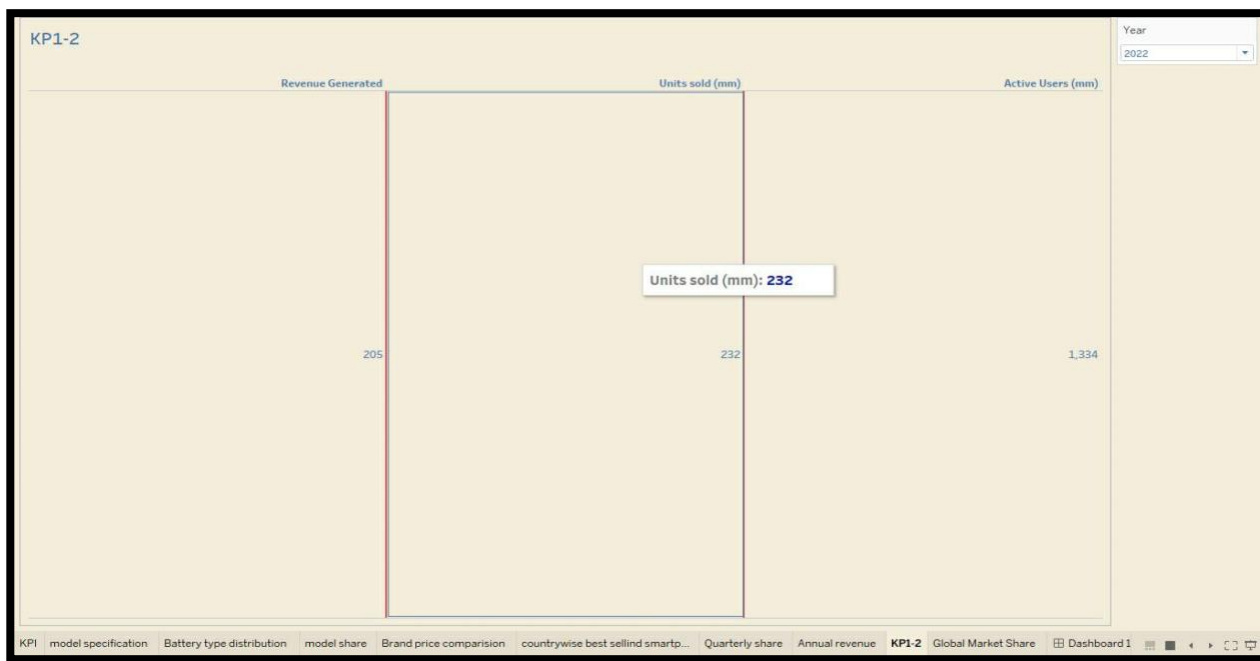 KP1-2
Year
2022
Revenue Generated Units sold (mm) Active Users (mm)
Units sold (mm): 232
205 232 1,334
KPI model specification Battery type distribution model share Brand price comparision countrywise best sellind smartp... Quarterly share Annual revenue KP1-2 Global Market Share Dashboard 1